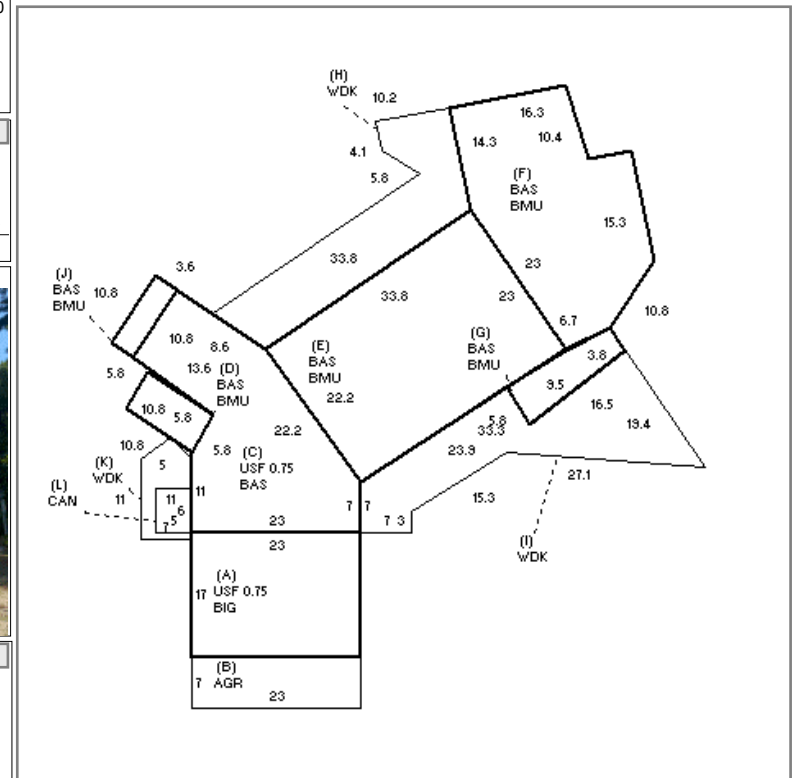 (H)
WDK
10.2
16.3
10.4
14.3
4.1
5.8
(F)
BAS
BMU
15.3
33.8
23
3.6
(J)
BAS
BMU
10.8
33.8
23
10.8
6.7
10.8
8.6
(E)
BAS
BMU
(G)
BAS
BMU
3.8
5.8
13.6
(D)
BAS
BMU
9.5
22.2
16.5
10.8
5.8
5.8
33.3
19.4
22.2
10.8
5.8
23.9
(C)
USF 0.75
BAS
5
(K)
WDK
27.1
(L)
CAN
11
11
11
6
5
7
23
7
7
7
3
15.3
(I)
WDK
23
(A)
USF 0.75
BIG
17
(B)
AGR
7
23